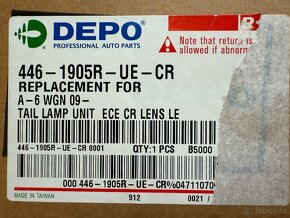 DEPO
PROFESSIONAL AUTO PARTS
Note that return is
allowed if abnormal
446-1905R-UE-CR
REPLACEMENT FOR
A-6 WGN 09-
TAIL LAMP UNIT ECE CR LENS LE
446-1905R-UE-CR 0001 QTY:1 PCS B5000
000 446-1905R-UE-CR%04711070
MADE IN TAIWAN 912 0021 /